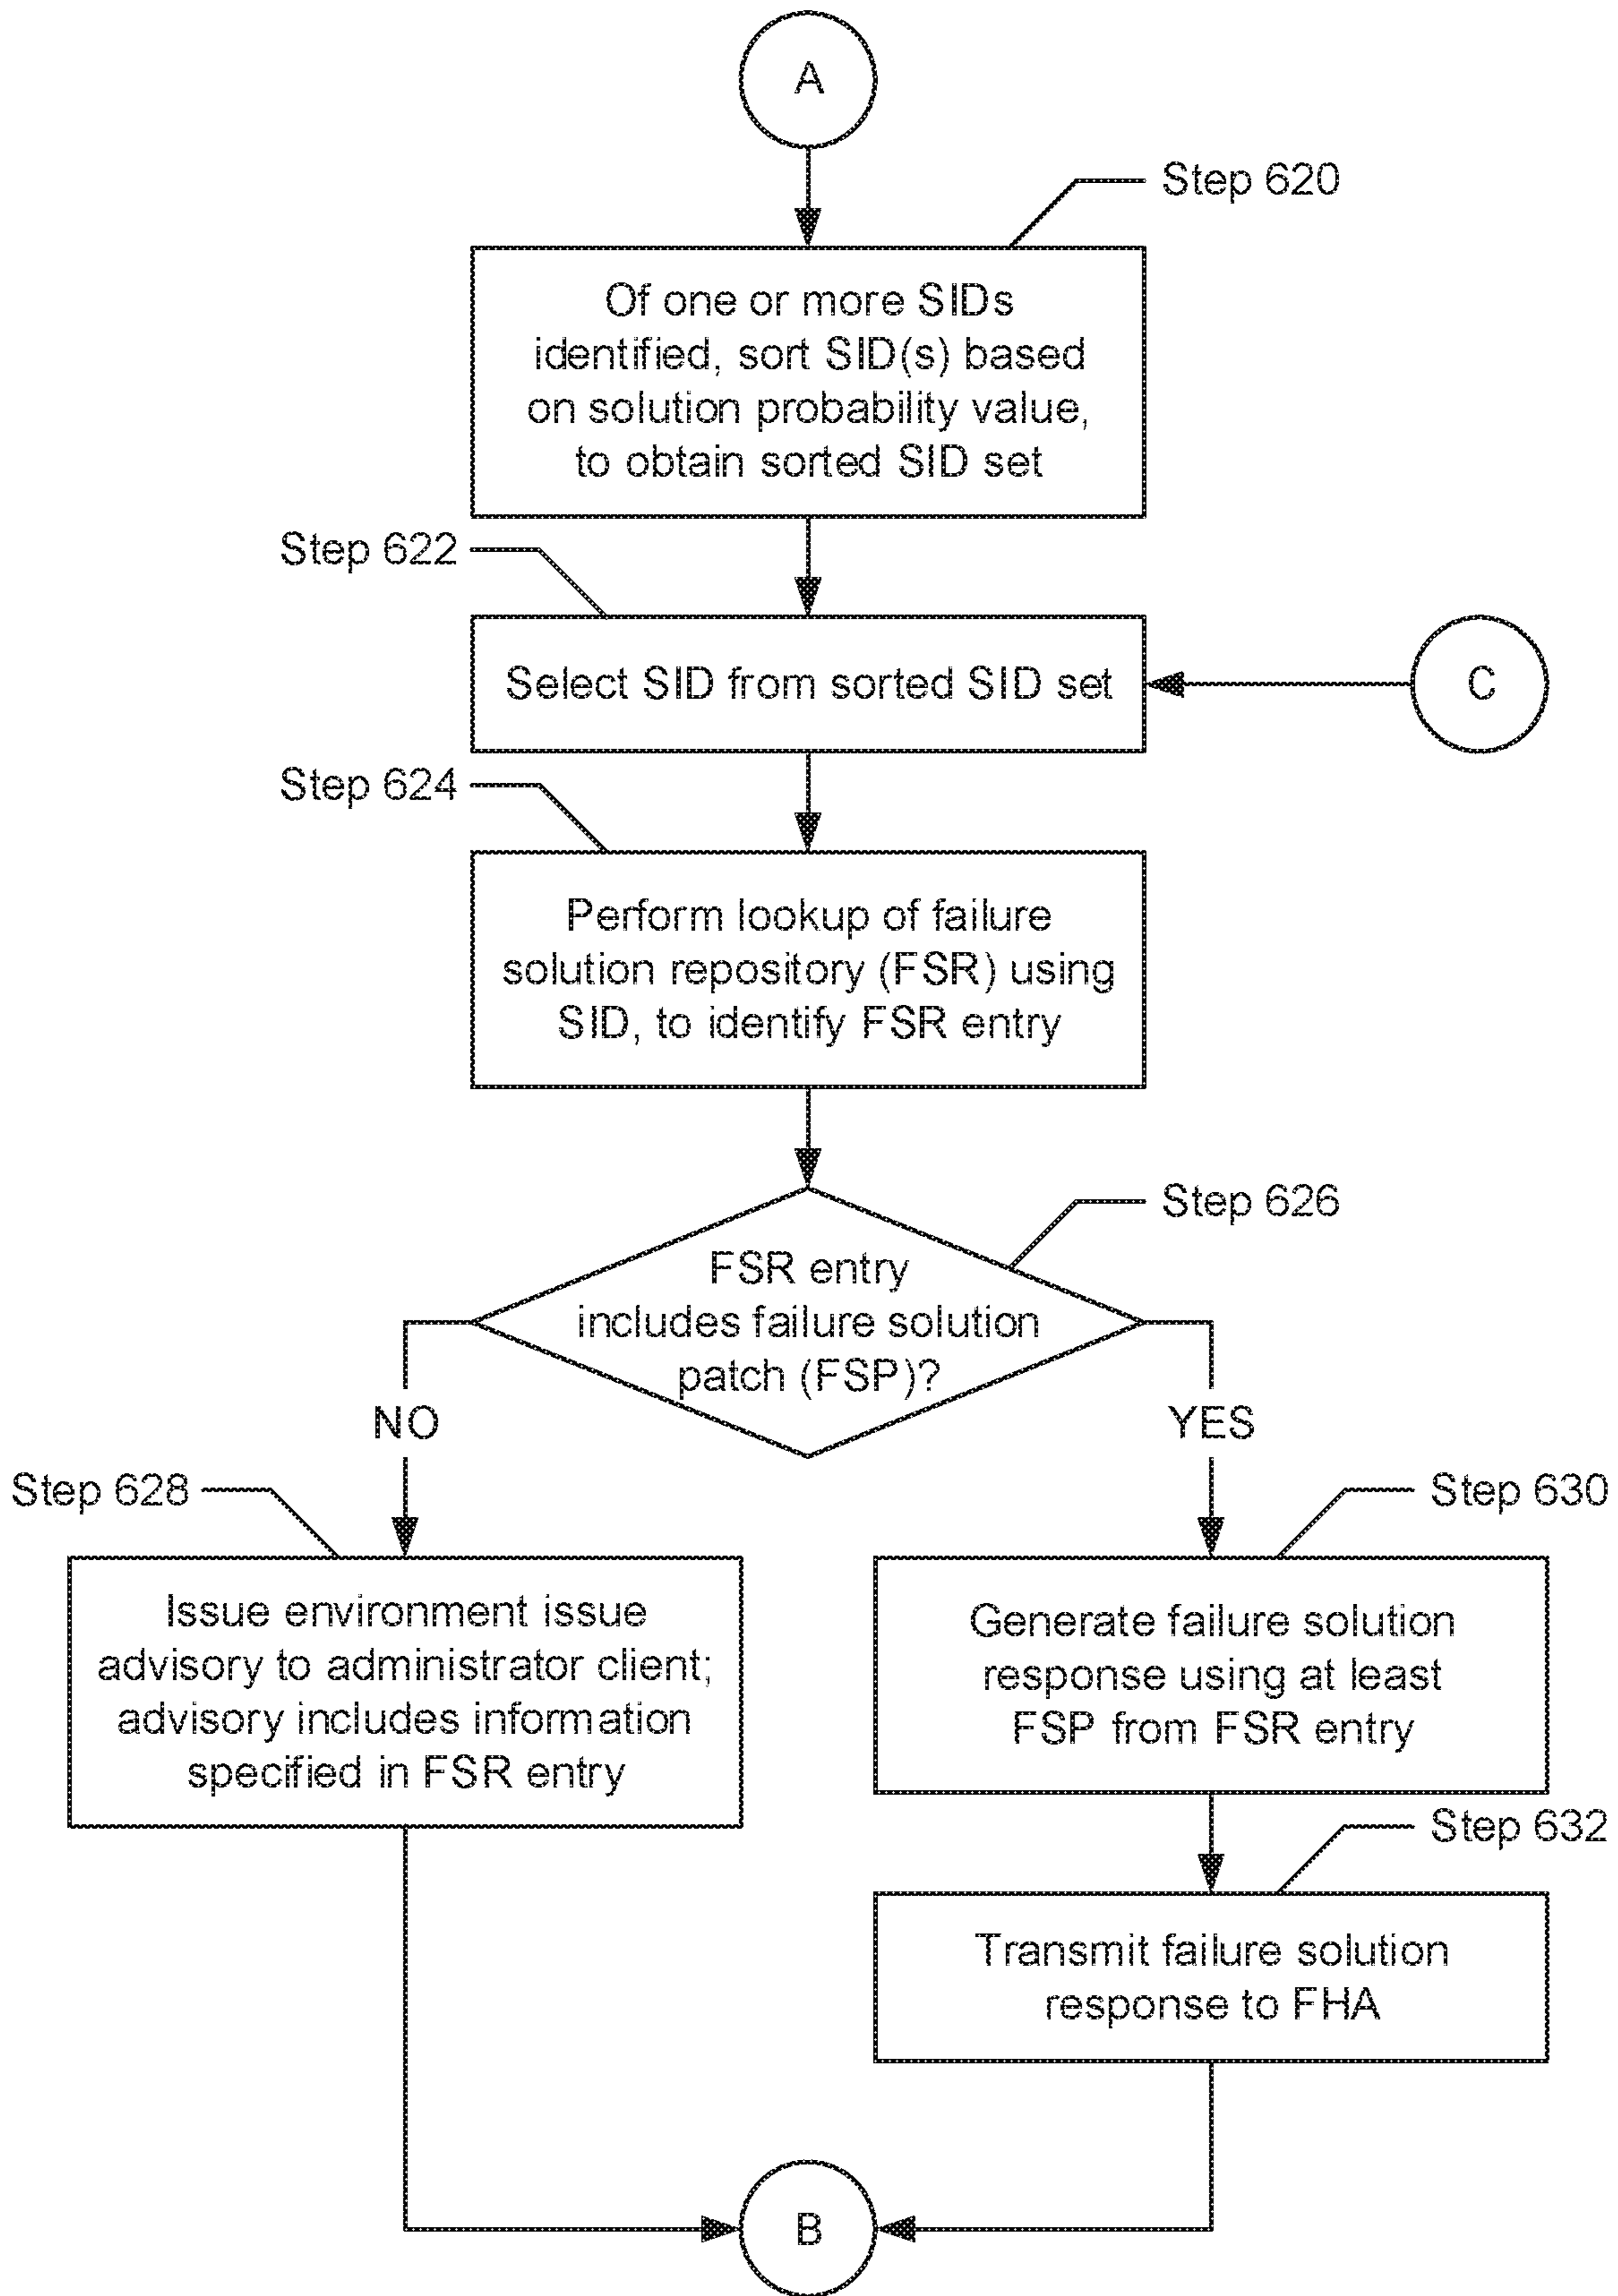 A
Step 620
Of one or more SIDs
identified, sort SID(s) based
on solution probability value,
to obtain sorted SID set
Step 622
Select SID from sorted SID set
C
Step 624
Perform lookup of failure
solution repository (FSR) using
SID, to identify FSR entry
Step 626
FSR entry
includes failure solution
patch (FSP)?
NO
YES
Step 628
Issue environment issue
advisory to administrator client;
advisory includes information
specified in FSR entry
Step 630
Generate failure solution
response using at least
FSP from FSR entry
Step 632
Transmit failure solution
response to FHA
B